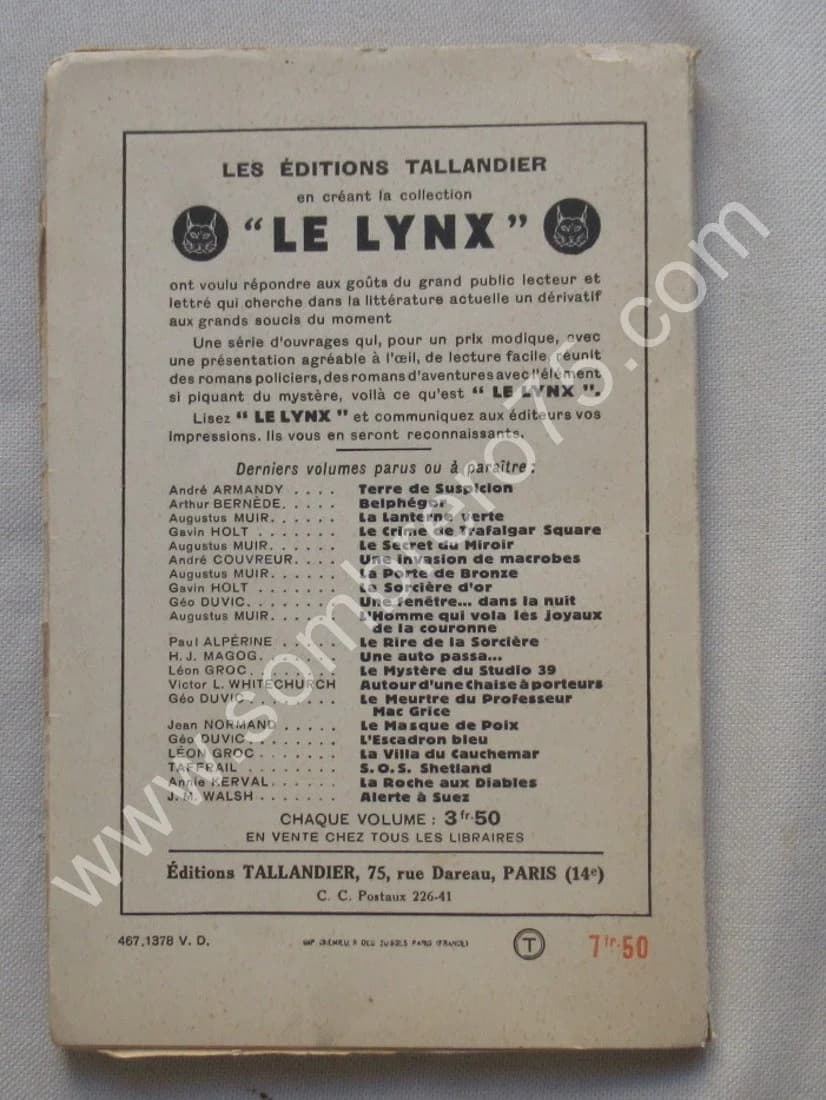 LES ÉDITIONS TALLANDIER
en créant la collection
"LE LYNX"
ont voulu répondre aux goûts du grand public lecteur et
lettré qui cherche dans la littérature actuelle un dérivatif
aux grands soucis du moment
Une série d'ouvrages qui, pour un prix modique, avec
une présentation agréable à l'œil, de lecture facile, réunit
des romans policiers, des romans d'aventures avec l'élément
si piquant du mystère, voilà ce qu'est " LE LYNX ".
Lisez " LE LYNX " et communiquez aux éditeurs vos
impressions. Ils vous en seront reconnaissants.
Derniers volumes parus ou à paraître :
André ARMANDY . . . . Terre de Suspicion
Arthur BERNÈDE. . . . . Belphégor
Augustus MUIR. . . . . . La Lanterne verte
Gavin HOLT . . . . . . . Le Crime de Trafalgar Square
Augustus MUIR. . . . . . Le Secret du Miroir
André COUVREUR. . . . Une invasion de macrobes
Augustus MUIR. . . . . . La Porte de Bronze
Gavin HOLT . . . . . . . La Sorcière d'or
Géo DUVIC. . . . . . . . Une fenêtre... dans la nuit
Augustus MUIR. . . . . . L'Homme qui vola les joyaux
de la couronne
Paul ALPÉRINE . . . . . Le Rire de la Sorcière
H. J. MAGOG. . . . . . . Une auto passa...
Léon GROC. . . . . . . . Le Mystère du Studio 39
Victor L. WHITECHURCH Autour d'une chaise à porteurs
Géo DUVIC. . . . . . . . Le Meurtre du Professeur
Mac Grice
Jean NORMAND . . . . . Le Masque de Poix
Géo DUVIC. . . . . . . . L'Escadron bleu
LÉON GROC . . . . . . . La Villa du Cauchemar
TAFFRAIL . . . . . . . . S.O.S. Shetland
Annie KERVAL. . . . . . La Roche aux Diables
J. M. WALSH . . . . . . . Alerte à Suez
CHAQUE VOLUME : 3 fr. 50
EN VENTE CHEZ TOUS LES LIBRAIRES
Éditions TALLANDIER, 75, rue Dareau, PARIS (14e)
C. C. Postaux 226-41
467.1378 V. D.
PARIS (FRANCE)
T
7 fr. 50
www.sombrero75.com